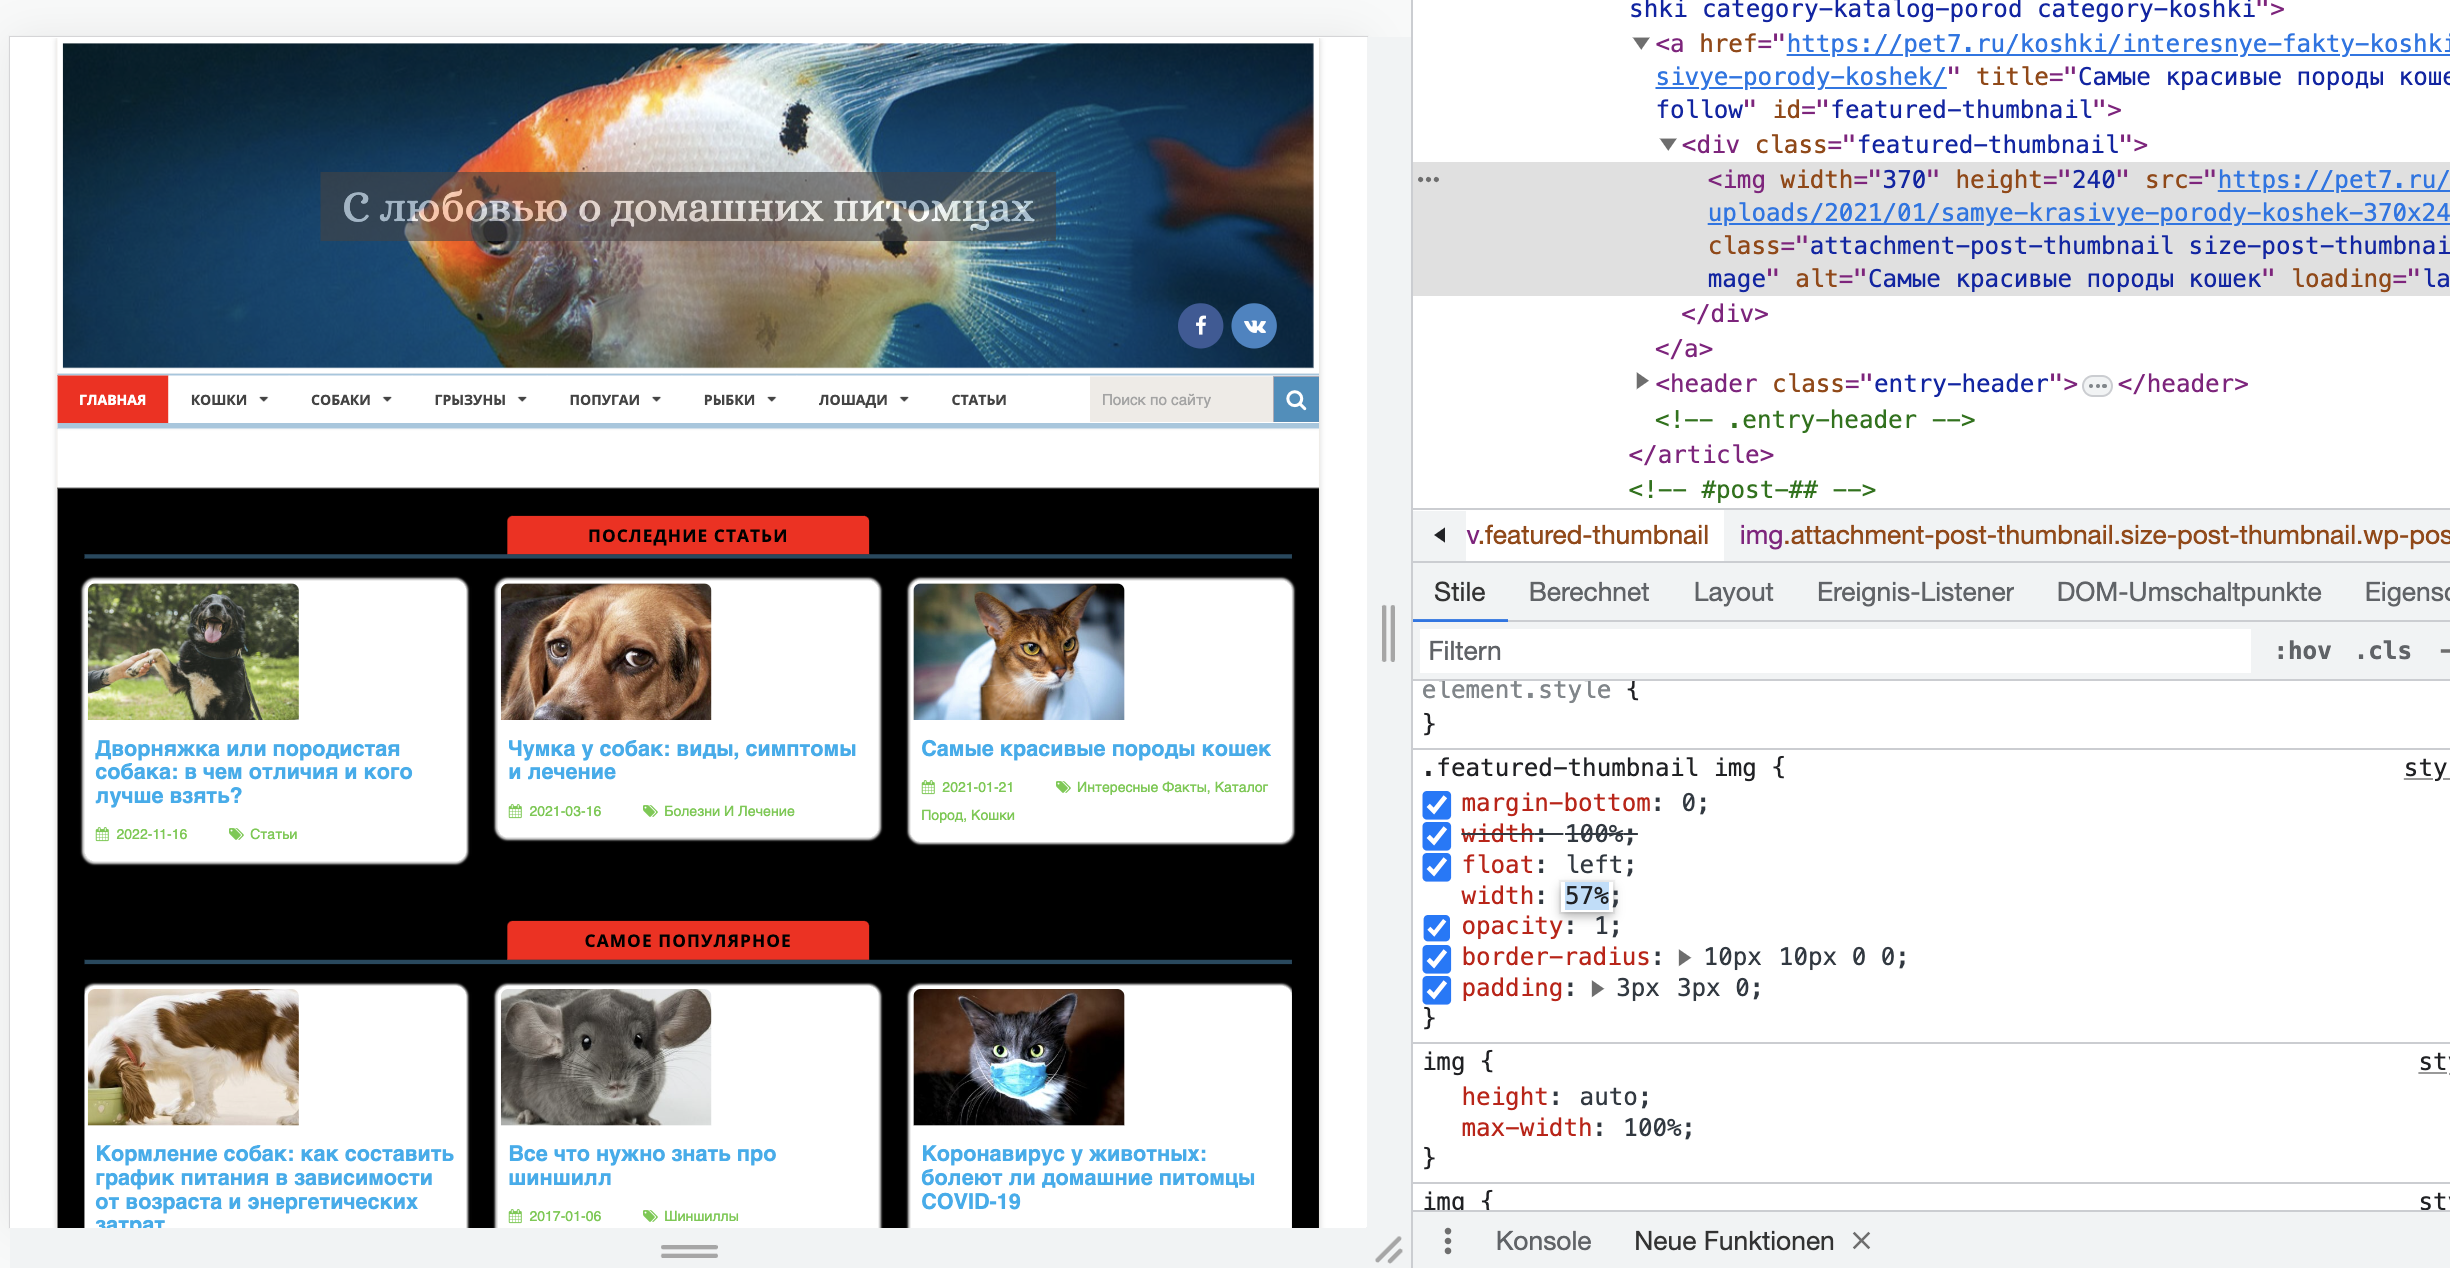 С любовью о домашних питомцах
ГЛАВНАЯ КОШКИ СОБАКИ ГРЫЗУНЫ ПОПУГАИ РЫБКИ ЛОШАДИ СТАТЬИ Поиск по сайту
ПОСЛЕДНИЕ СТАТЬИ
Дворняжка или породистая
собака: в чем отличия и кого
лучше взять?
2022-11-16 Статьи
Чумка у собак: виды, симптомы
и лечение
2021-03-16 Болезни И Лечение
Самые красивые породы кошек
2021-01-21 Интересные Факты, Каталог
Пород, Кошки
САМОЕ ПОПУЛЯРНОЕ
Кормление собак: как составить
график питания в зависимости
от возраста и энергетических
затрат
Все что нужно знать про
шиншилл
2017-01-06 Шиншиллы
Коронавирус у животных:
болеют ли домашние питомцы
COVID-19
shki category-katalog-porod category-koshki">
<a href="https://pet7.ru/koshki/interesnye-fakty-koshki
sivye-porody-koshek/" title="Самые красивые породы коше
follow" id="featured-thumbnail">
<div class="featured-thumbnail">
<img width="370" height="240" src="https://pet7.ru/
uploads/2021/01/samye-krasivye-porody-koshek-370x24
class="attachment-post-thumbnail size-post-thumbnai
mage" alt="Самые красивые породы кошек" loading="la
</div>
</a>
<header class="entry-header">…</header>
<!-- .entry-header -->
</article>
<!-- #post-## -->
v.featured-thumbnail img.attachment-post-thumbnail.size-post-thumbnail.wp-pos
Stile Berechnet Layout Ereignis-Listener DOM-Umschaltpunkte Eigensc
Filtern :hov .cls
element.style {
}
.featured-thumbnail img { sty
margin-bottom: 0;
width: 100%;
float: left;
width: 57%;
opacity: 1;
border-radius: 10px 10px 0 0;
padding: 3px 3px 0;
}
img { sty
height: auto;
max-width: 100%;
}
img { sty
Konsole Neue Funktionen